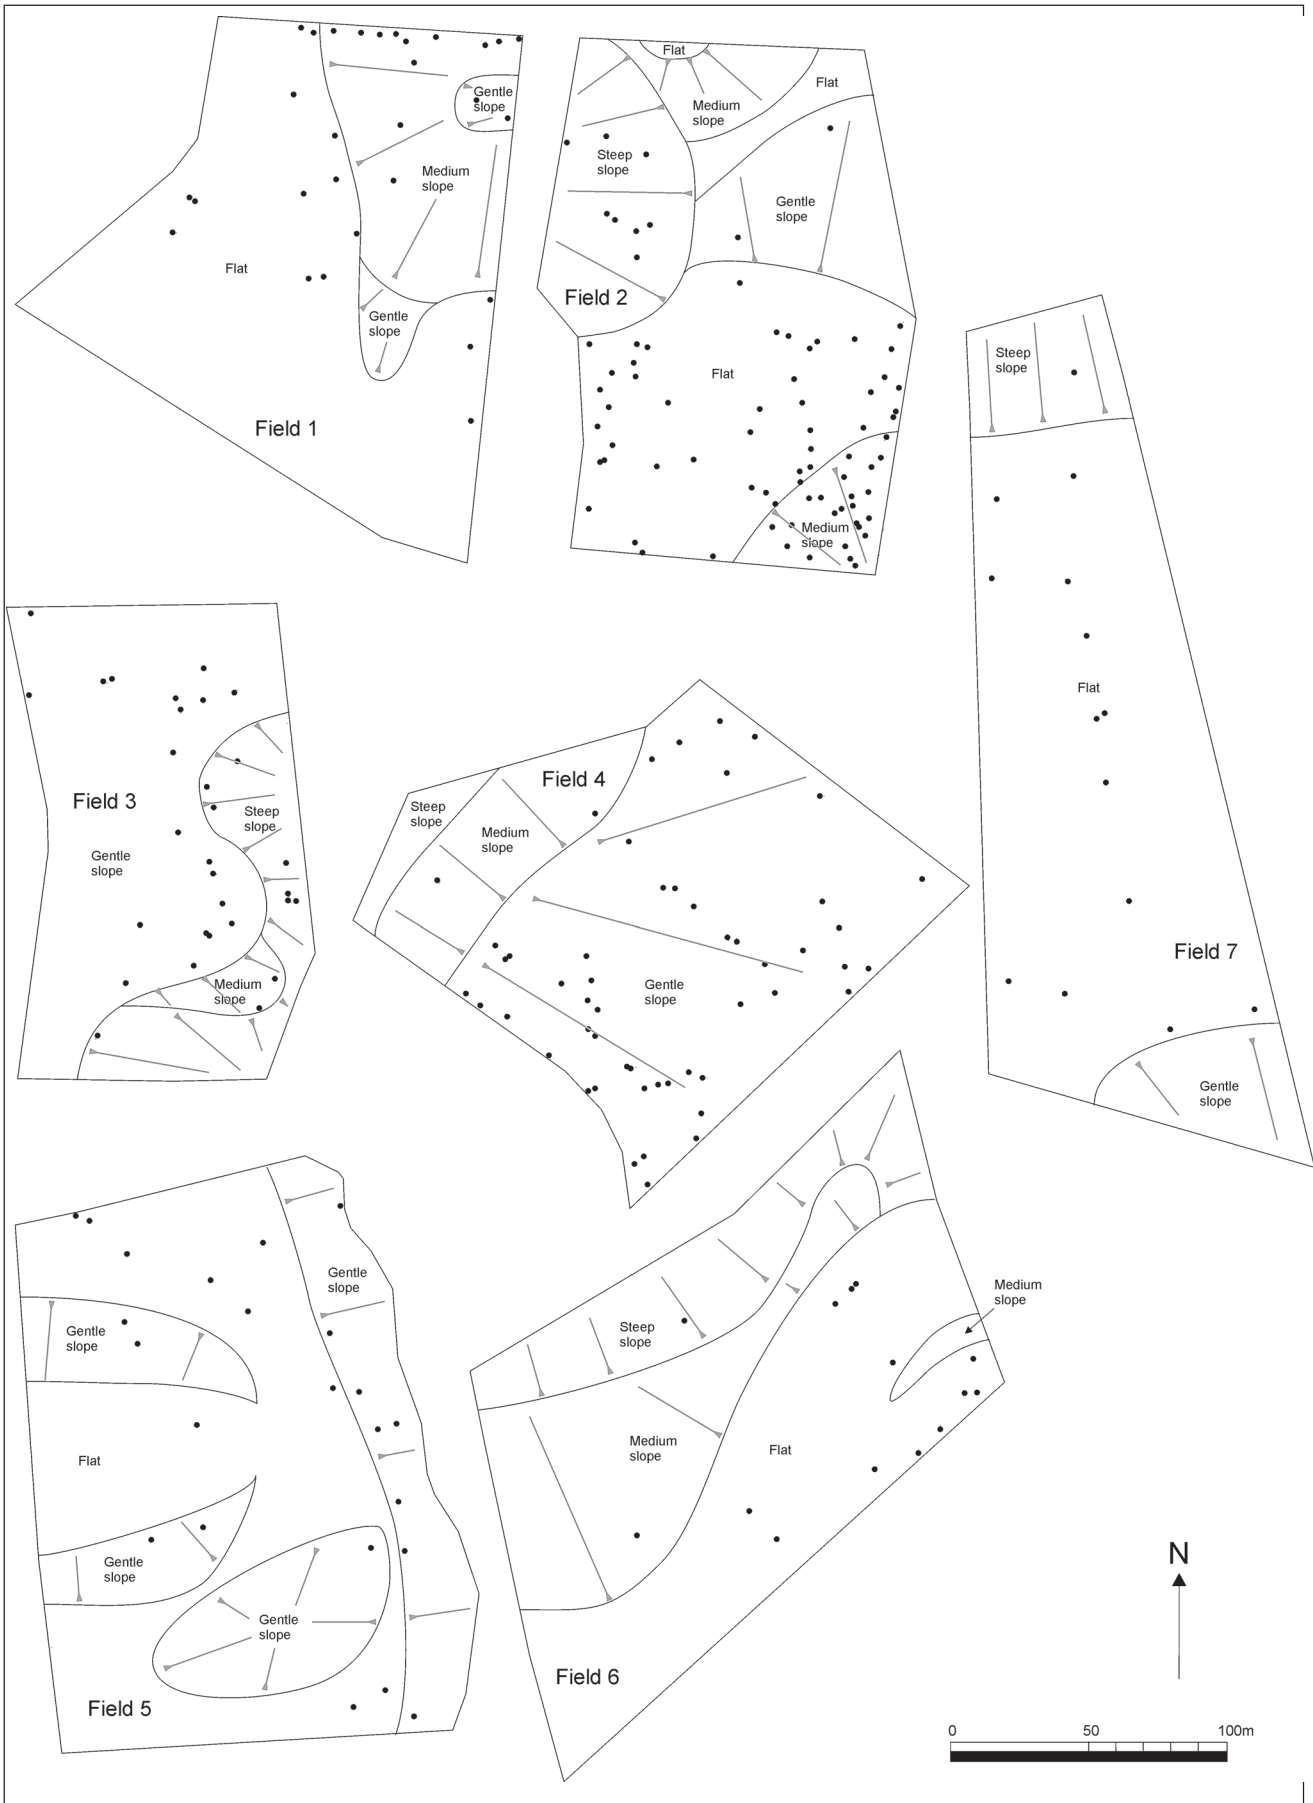 Flat
Flat
Gentle
slope
Medium
slope
Steep
slope
Medium
slope
Gentle
slope
Flat
Field 2
Gentle
slope
Flat
Steep
slope
Field 1
Medium
slope
Flat
Field 3
Gentle
slope
Steep
slope
Medium
slope
Field 4
Steep
slope
Medium
slope
Gentle
slope
Field 7
Gentle
slope
Gentle
slope
Gentle
slope
Flat
Gentle
slope
Gentle
slope
Field 5
Steep
slope
Medium
slope
Medium
slope
Flat
Field 6
N
0 50 100m